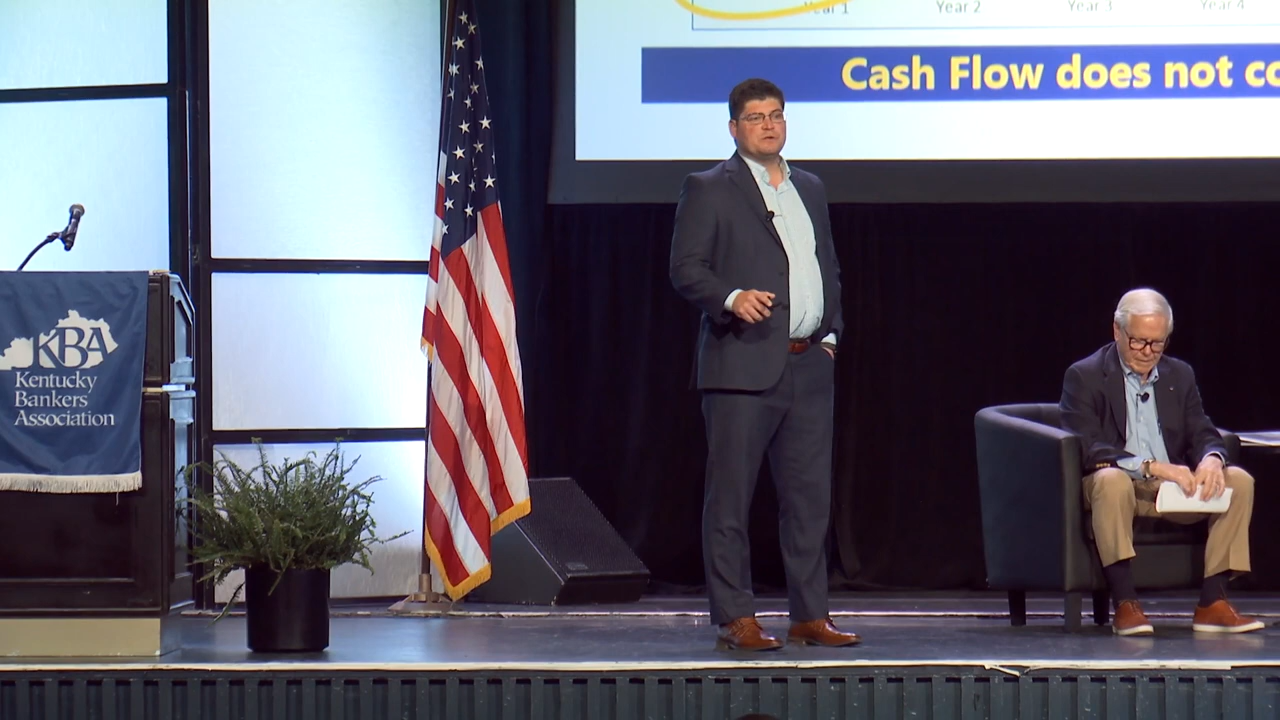 Year 1 Year 2 Year 3 Year 4
Cash Flow does not co
KBA
Kentucky
Bankers
Association